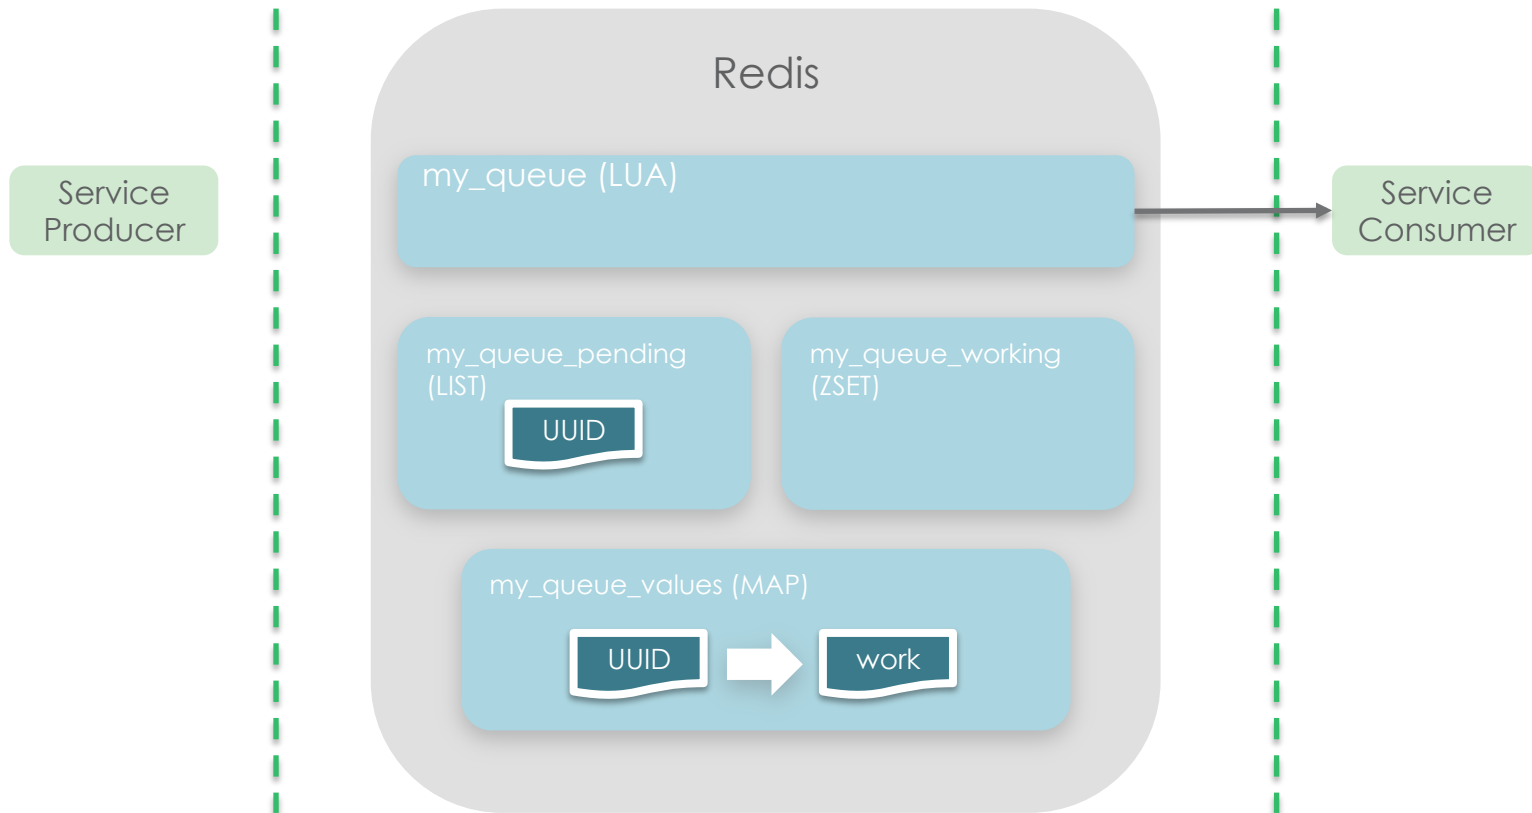 Redis
my_queue (LUA)
Service
Producer
Service
Consumer
my_queue_pending
(LIST)
UUID
my_queue_working
(ZSET)
my_queue_values (MAP)
UUID
work